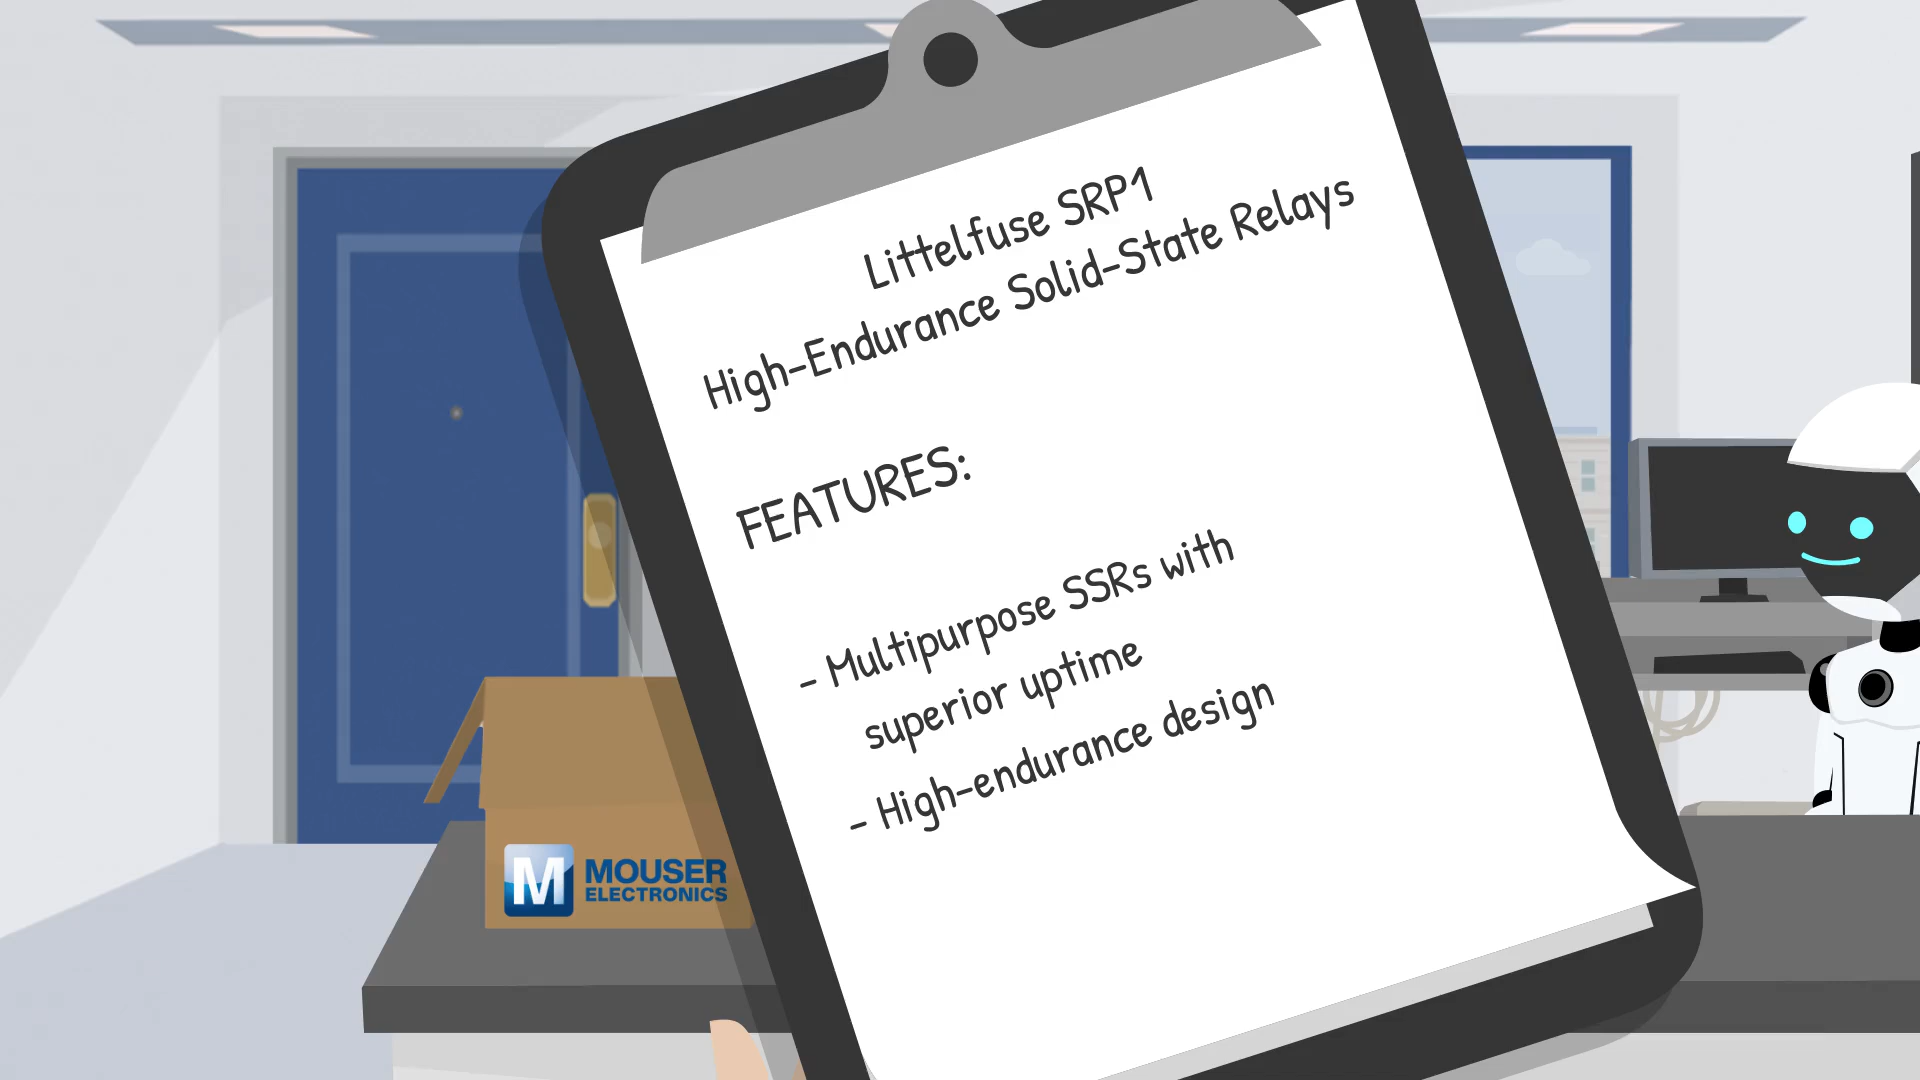 Littelfuse SRP1
High-Endurance Solid-State Relays
FEATURES:
- Multipurpose SSRs with
superior uptime
- High-endurance design
M
MOUSER
ELECTRONICS